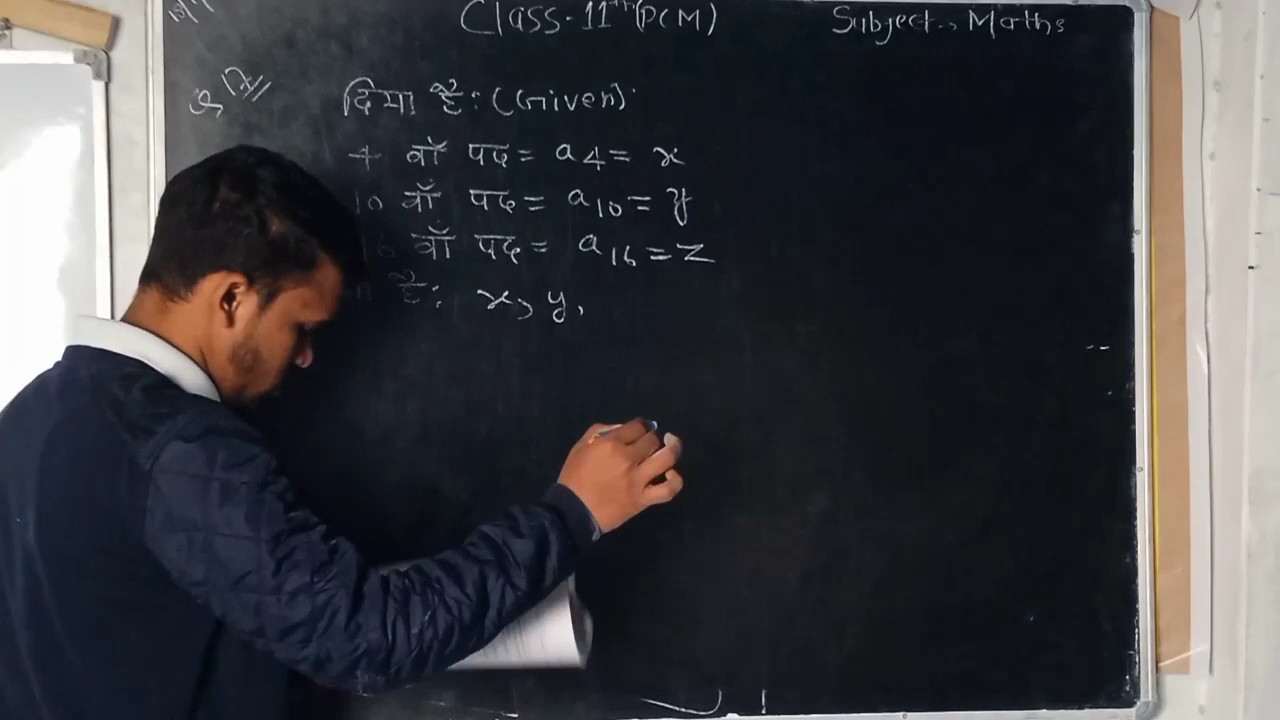 Class-11th (PCM) Subject-, Maths
दिया है: (Given):
4 वाँ पद = a4 = x
10 वाँ पद = a10 = y
16 वाँ पद = a16 = z
है: x, y,